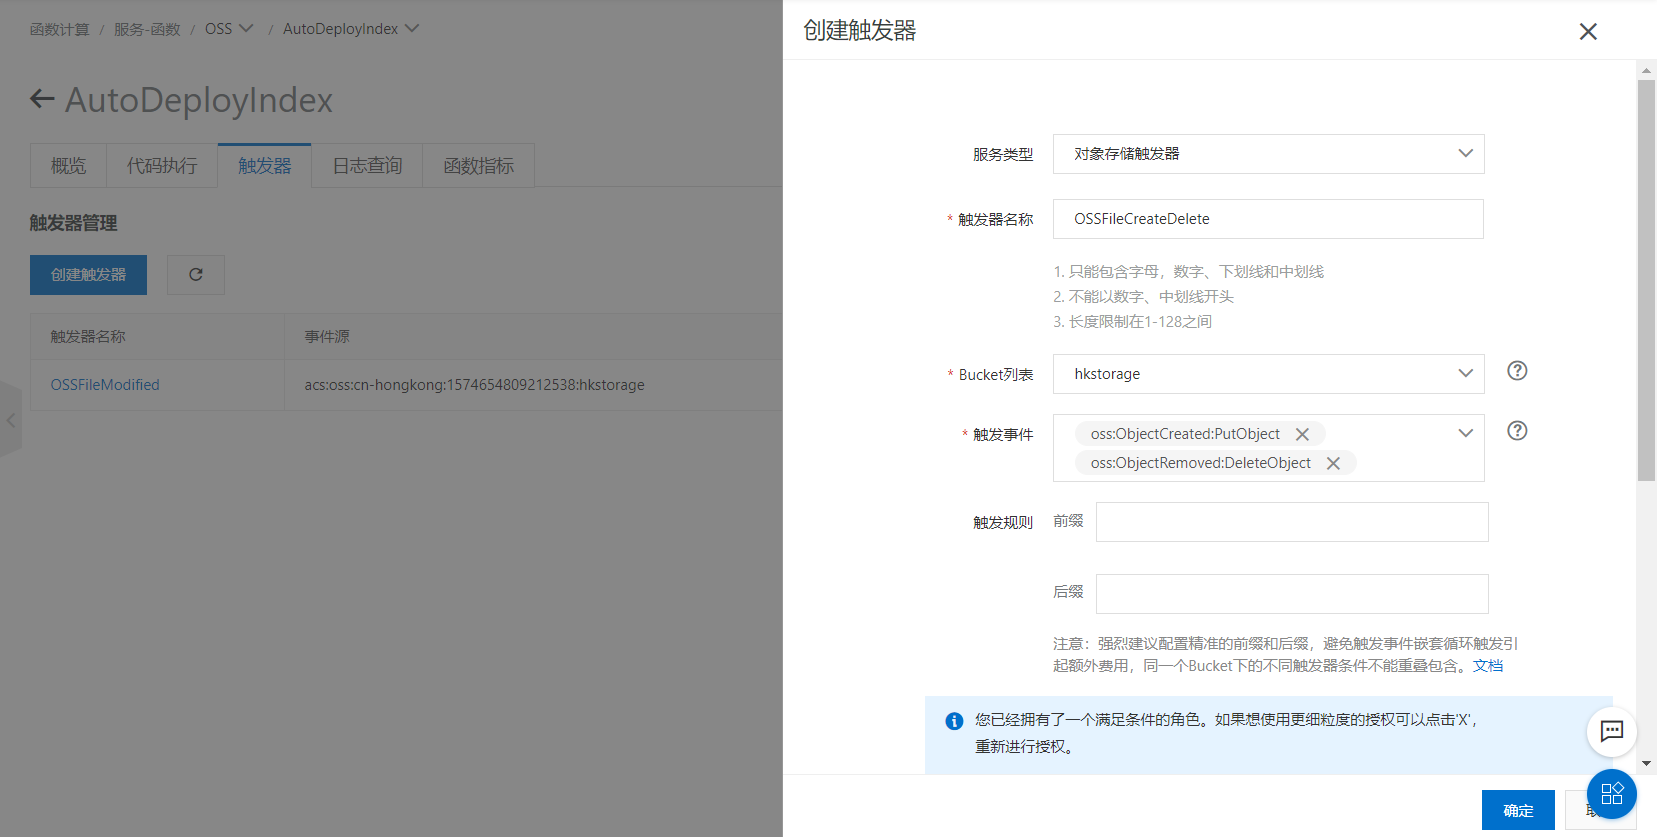 函数计算 / 服务-函数 / OSS / AutoDeployIndex
AutoDeployIndex
概览 代码执行 触发器 日志查询 函数指标
触发器管理
创建触发器
触发器名称 事件源
OSSFileModified acs:oss:cn-hongkong:1574654809212538:hkstorage
创建触发器
服务类型 对象存储触发器
* 触发器名称 OSSFileCreateDelete
1. 只能包含字母，数字、下划线和中划线
2. 不能以数字、中划线开头
3. 长度限制在1-128之间
* Bucket列表 hkstorage
* 触发事件 oss:ObjectCreated:PutObject
oss:ObjectRemoved:DeleteObject
触发规则 前缀
后缀
注意：强烈建议配置精准的前缀和后缀，避免触发事件嵌套循环触发引
起额外费用，同一个Bucket下的不同触发器条件不能重叠包含。文档
您已经拥有了一个满足条件的角色。如果想使用更细粒度的授权可以点击'X'，
重新进行授权。
确定